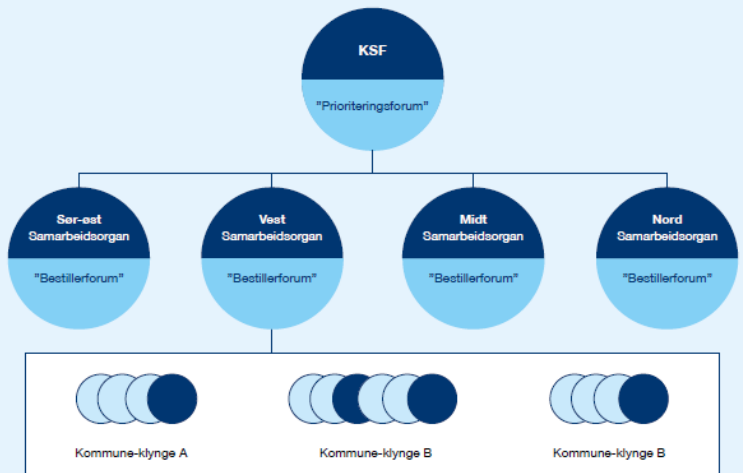 KSF
"Prioriteringsforum"
Sør-øst
Samarbeidsorgan
"Bestillerforum"
Vest
Samarbeidsorgan
"Bestillerforum"
Midt
Samarbeidsorgan
"Bestillerforum"
Nord
Samarbeidsorgan
"Bestillerforum"
Kommune-klynge A
Kommune-klynge B
Kommune-klynge B